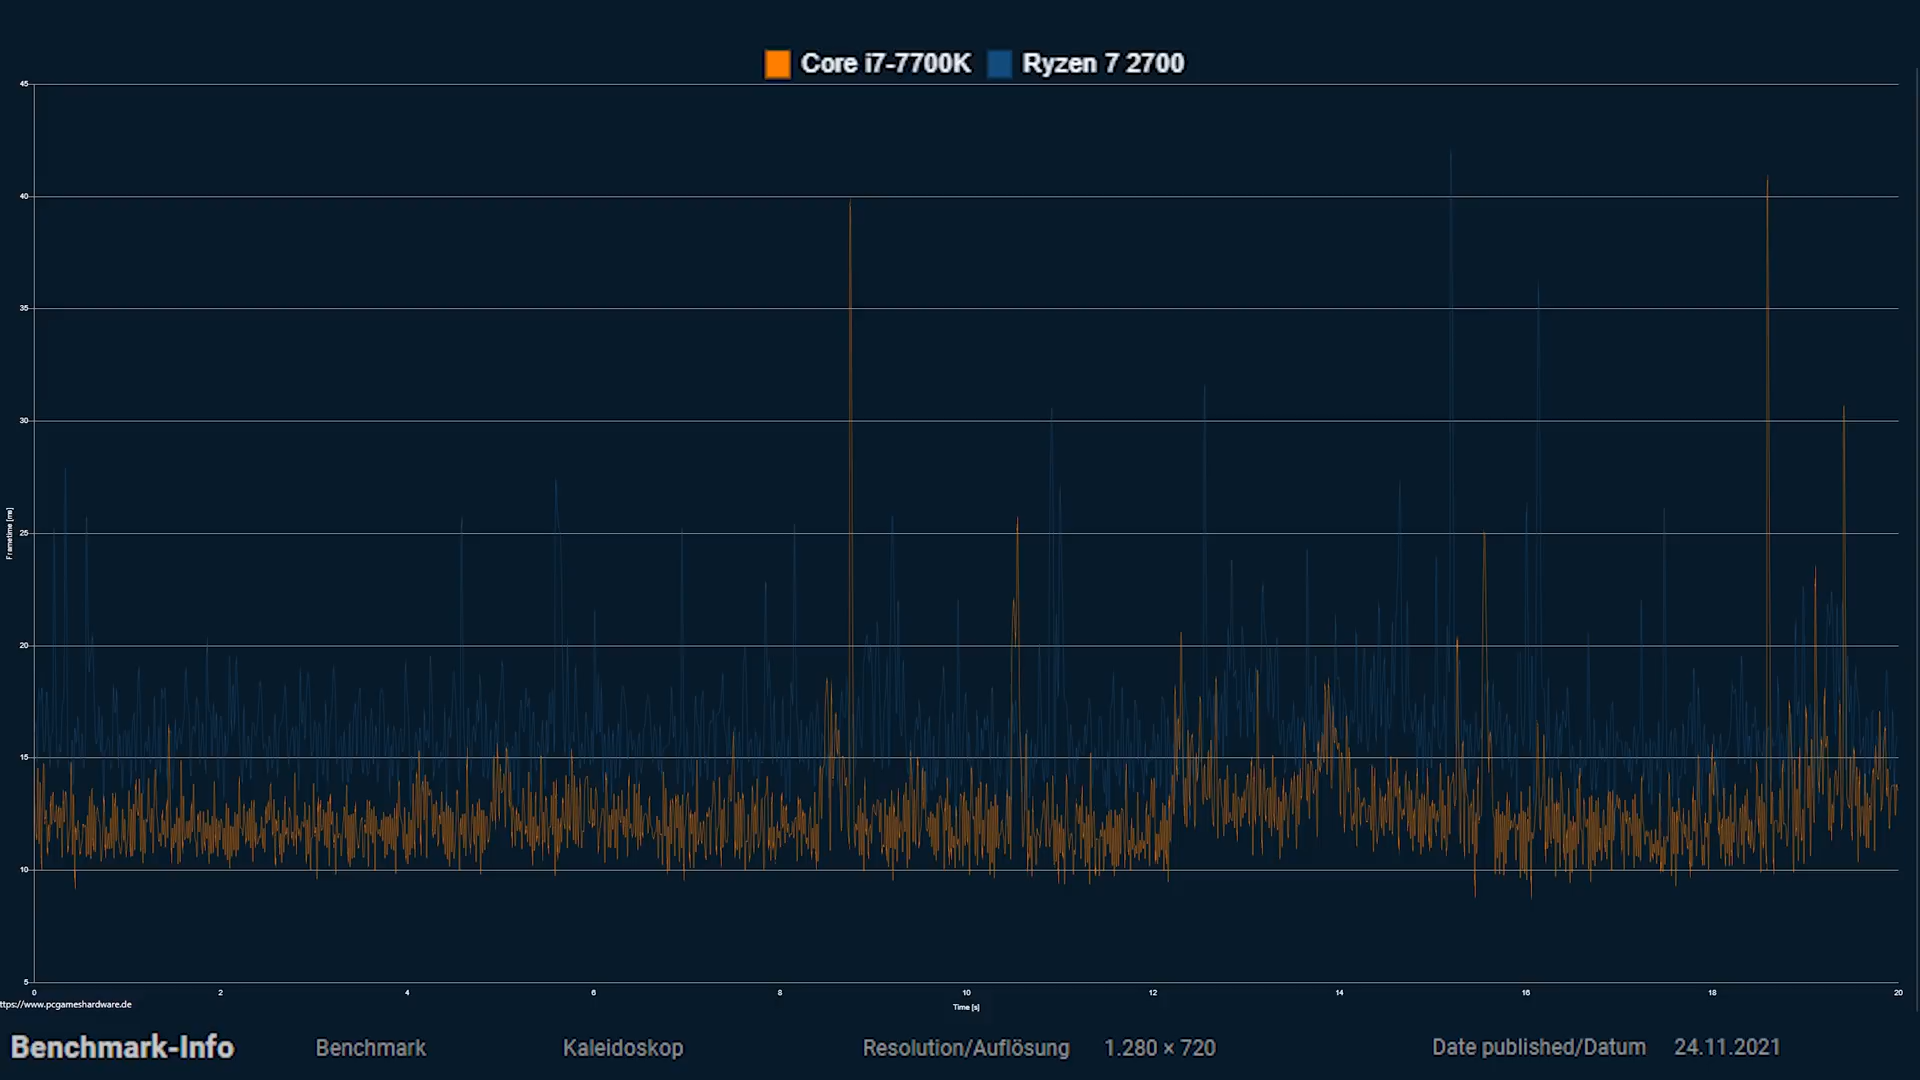 Core i7-7700K Ryzen 7 2700
45
40
35
30
25
20
15
10
5
Frametime [ms]
0 2 4 6 8 10 12 14 16 18 20
Time [s]
ttps://www.pcgameshardware.de
Benchmark-Info Benchmark Kaleidoskop Resolution/Auflösung 1.280 × 720 Date published/Datum 24.11.2021